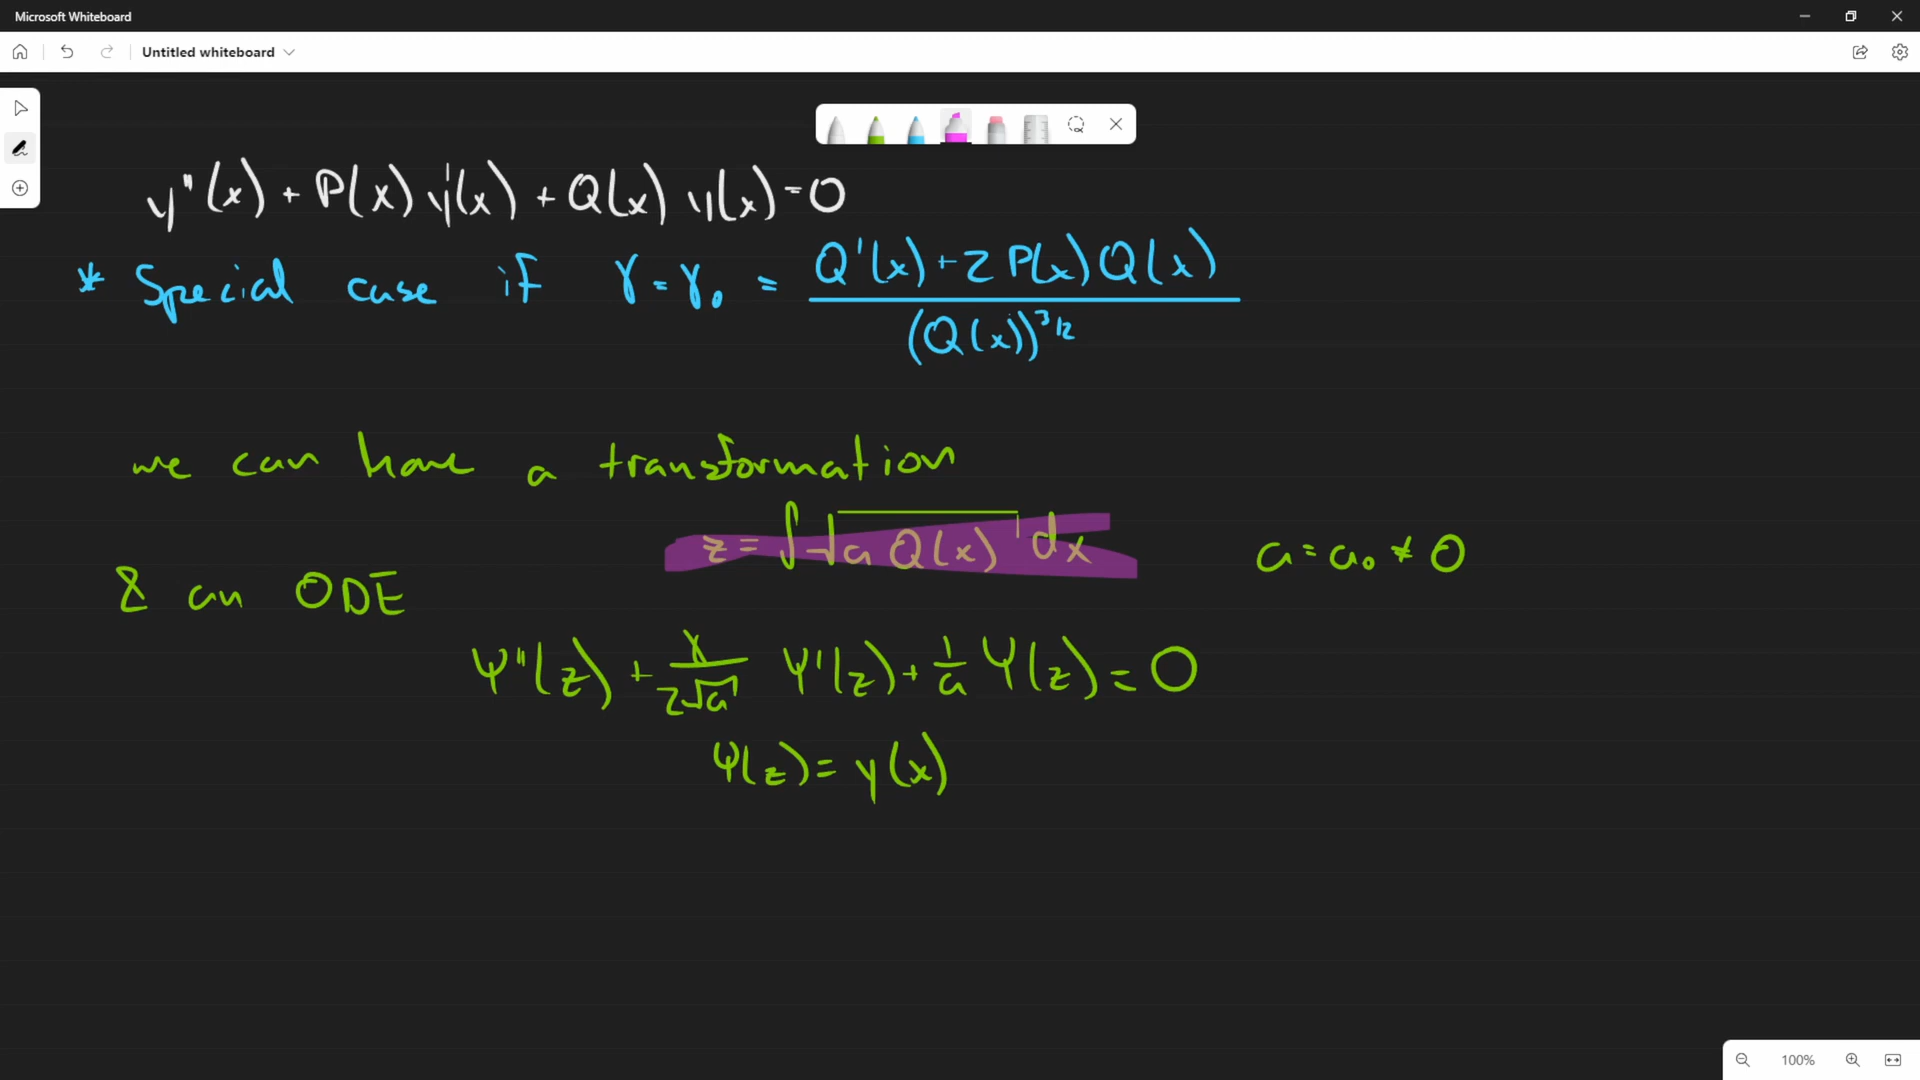 Microsoft Whiteboard
Untitled whiteboard
y"(x) + P(x) y'(x) + Q(x) y(x) = 0
* Special case if γ = γ₀ = (Q'(x) + 2 P(x) Q(x)) / (Q(x))^(3/2)
we can have a transformation
z = ∫ √(a Q(x)) dx    a = a₀ ≠ 0
& an ODE
Ψ"(z) + γ/(2√a) Ψ'(z) + 1/a Ψ(z) = 0
Ψ(z) = y(x)
100%